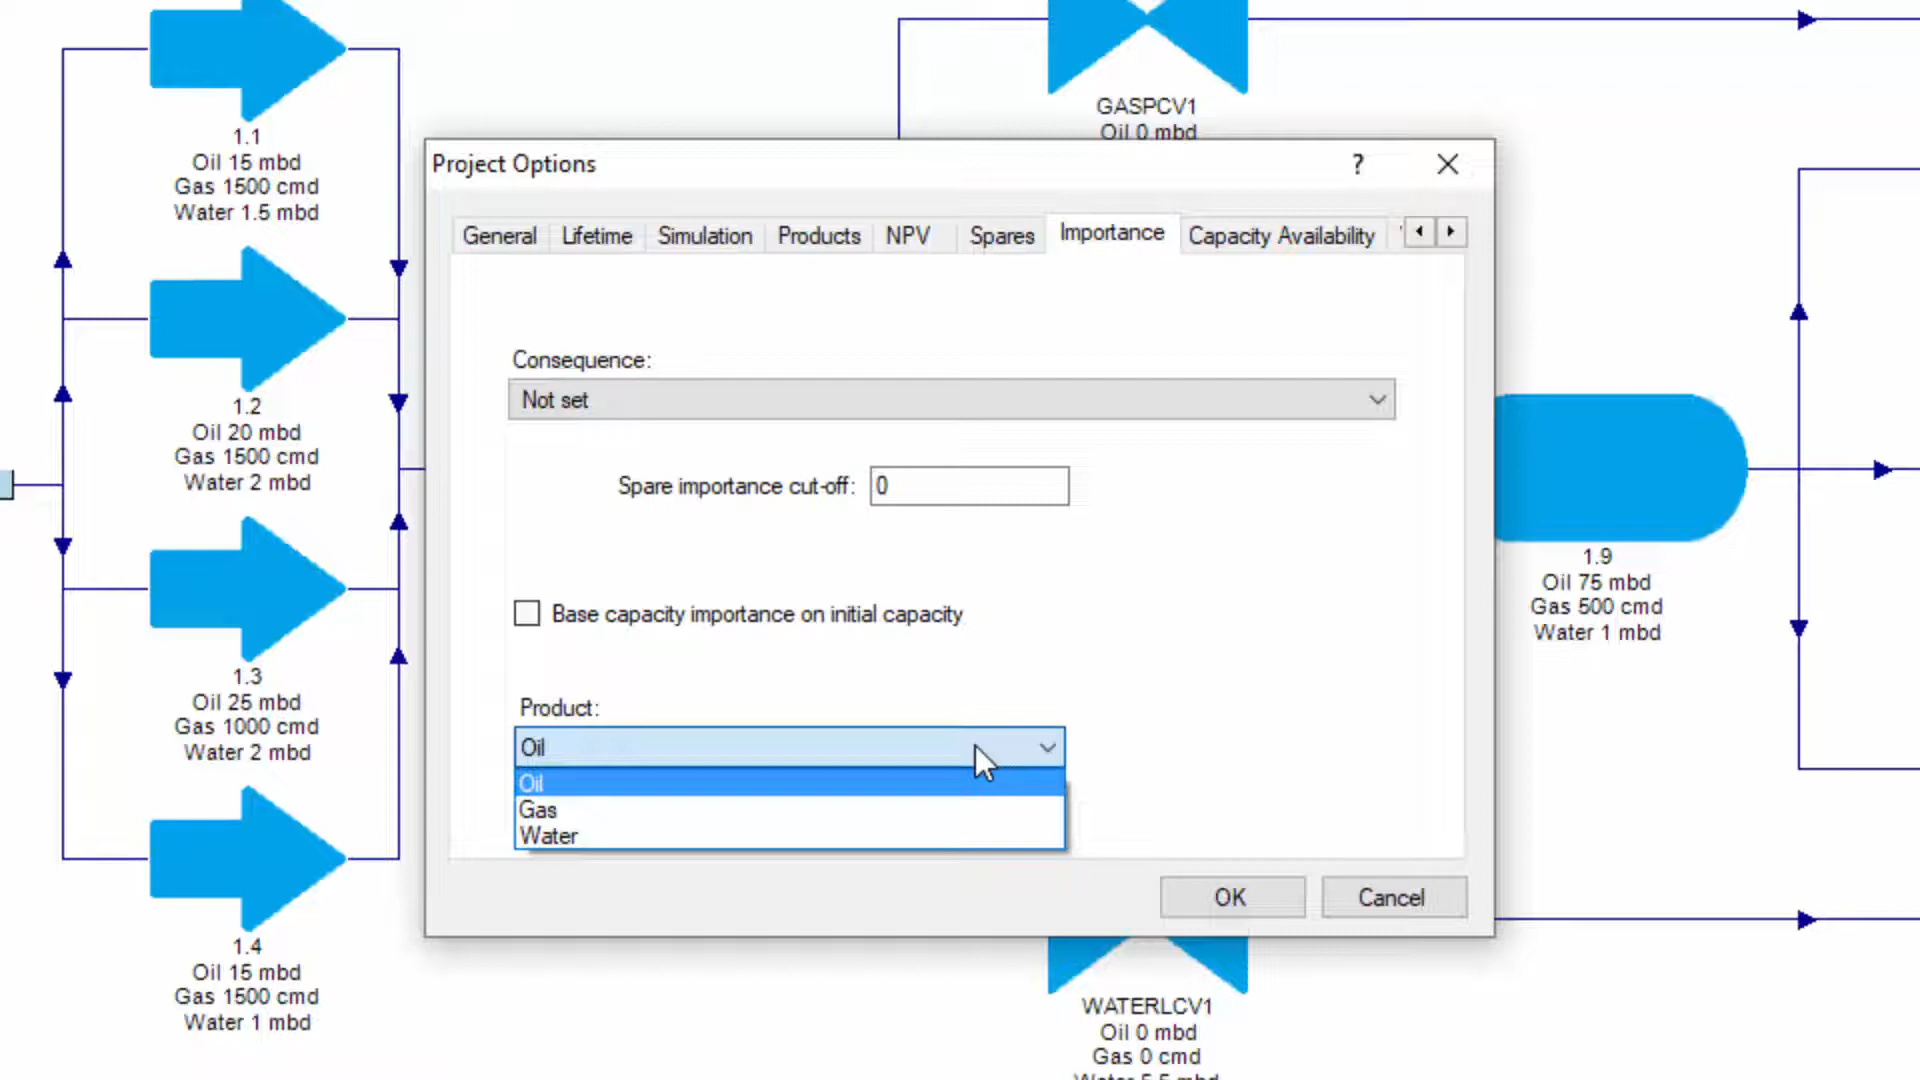 1.1
Oil 15 mbd
Gas 1500 cmd
Water 1.5 mbd
1.2
Oil 20 mbd
Gas 1500 cmd
Water 2 mbd
1.3
Oil 25 mbd
Gas 1000 cmd
Water 2 mbd
1.4
Oil 15 mbd
Gas 1500 cmd
Water 1 mbd
GASPCV1
Oil 0 mbd
Project Options
?
General Lifetime Simulation Products NPV Spares Importance Capacity Availability
Consequence:
Not set
Spare importance cut-off: 0
Base capacity importance on initial capacity
Product:
Oil
Oil
Gas
Water
OK Cancel
1.9
Oil 75 mbd
Gas 500 cmd
Water 1 mbd
WATERLCV1
Oil 0 mbd
Gas 0 cmd
Water 5.5 mbd